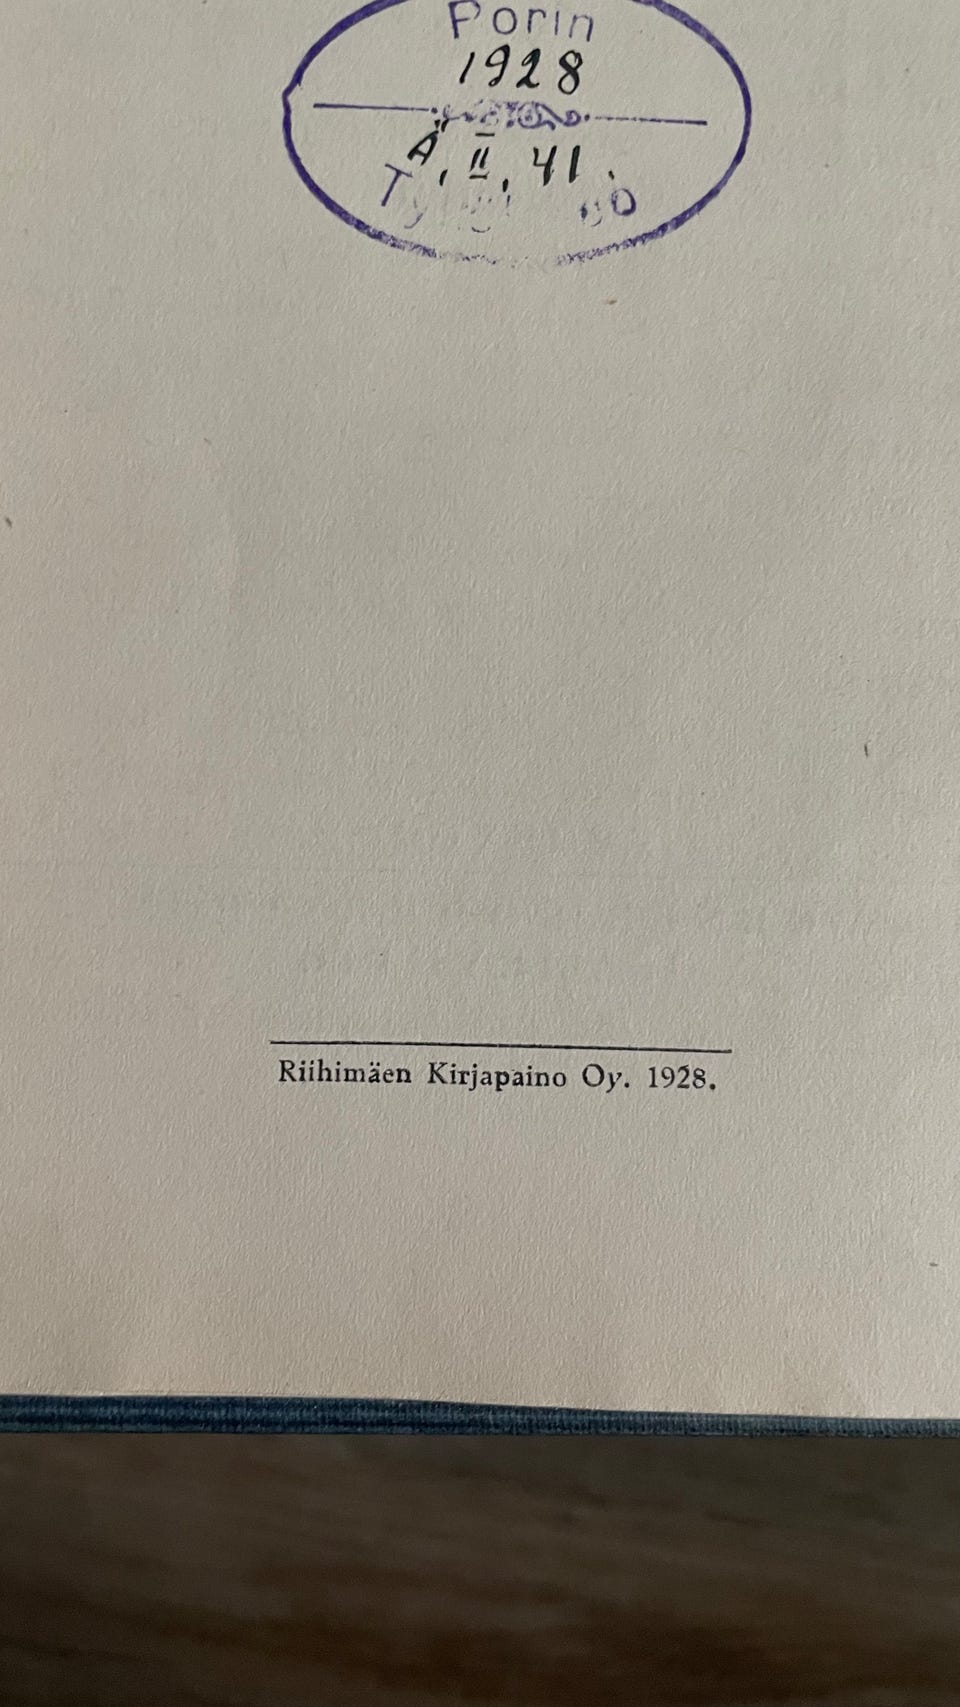 Porin
1928
Ä, II, 41.
Riihimäen Kirjapaino Oy. 1928.